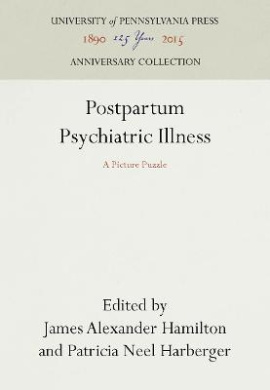 UNIVERSITY of PENNSYLVANIA PRESS
1890 125 Years 2015
ANNIVERSARY COLLECTION
Postpartum
Psychiatric Illness
A Picture Puzzle
Edited by
James Alexander Hamilton
and Patricia Neel Harberger